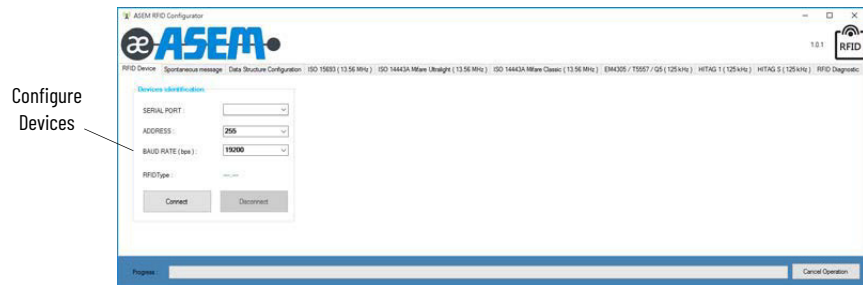 ASEM RFID Configurator
æ ASEM
1.0.1 RFID
RFID Device Spontaneous message Data Structure Configuration ISO 15693 ( 13.56 MHz ) ISO 14443A Mifare Ultralight ( 13.56 MHz ) ISO 14443A Mifare Classic ( 13.56 MHz ) EM4305 / T5557 / Q5 ( 125 kHz ) HITAG 1 ( 125 kHz ) HITAG S ( 125 kHz ) RFID Diagnostic
Devices identification
SERIAL PORT :
Configure
Devices
ADDRESS : 255
BAUD RATE ( bps ) : 19200
RFIDType : --.--
Connect Disconnect
Progress : Cancel Operation